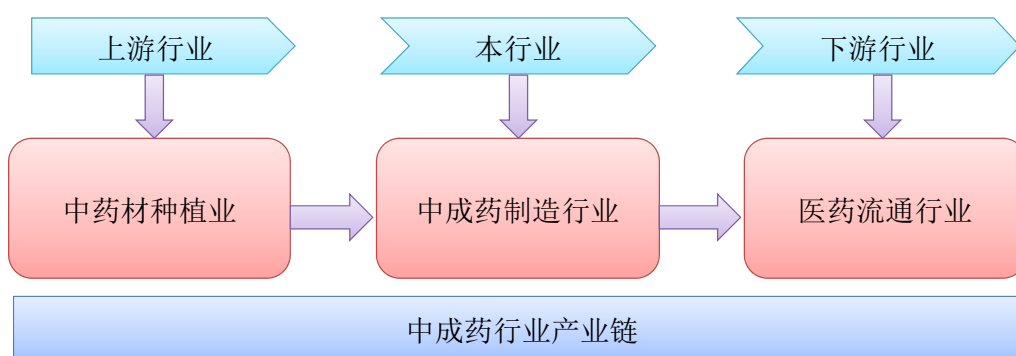 上游行业
本行业
下游行业
中药材种植业
中成药制造行业
医药流通行业
中成药行业产业链